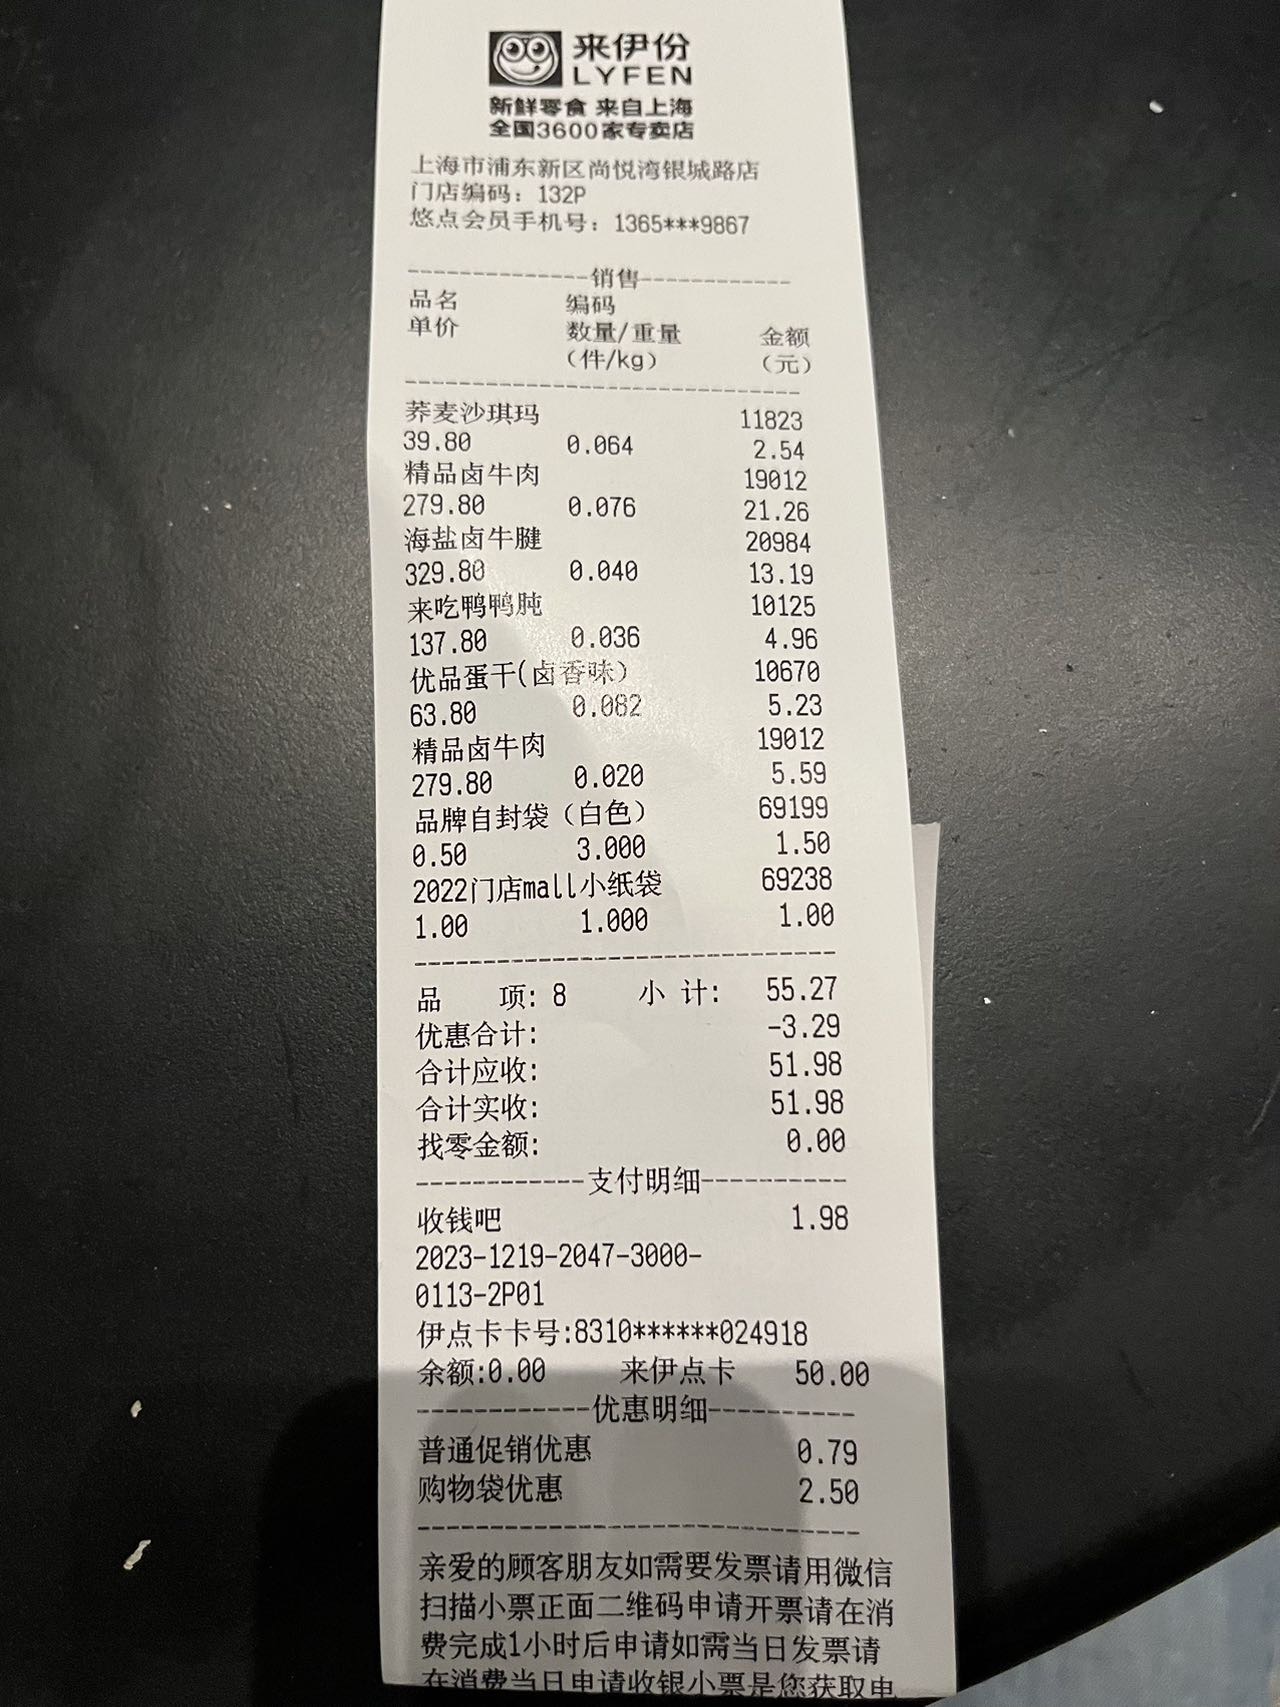 来伊份
LYFEN
新鲜零食 来自上海
全国3600家专卖店
上海市浦东新区尚悦湾银城路店
门店编码：132P
悠点会员手机号：1365***9867
--------------销售------------
品名 编码
单价 数量/重量 金额
（件/kg） （元）
------------------------------
荞麦沙琪玛 11823
39.80 0.064 2.54
精品卤牛肉 19012
279.80 0.076 21.26
海盐卤牛腱 20984
329.80 0.040 13.19
来吃鸭鸭肫 10125
137.80 0.036 4.96
优品蛋干(卤香味） 10670
63.80 0.082 5.23
精品卤牛肉 19012
279.80 0.020 5.59
品牌自封袋（白色） 69199
0.50 3.000 1.50
2022门店mall小纸袋 69238
1.00 1.000 1.00
------------------------------
品 项: 8 小 计: 55.27
优惠合计: -3.29
合计应收: 51.98
合计实收: 51.98
找零金额: 0.00
------------支付明细----------
收钱吧 1.98
2023-1219-2047-3000-
0113-2P01
伊点卡卡号:8310******024918
余额:0.00 来伊点卡 50.00
------------优惠明细----------
普通促销优惠 0.79
购物袋优惠 2.50
------------------------------
亲爱的顾客朋友如需要发票请用微信
扫描小票正面二维码申请开票请在消
费完成1小时后申请如需当日发票请
在消费当日申请收银小票是您获取电